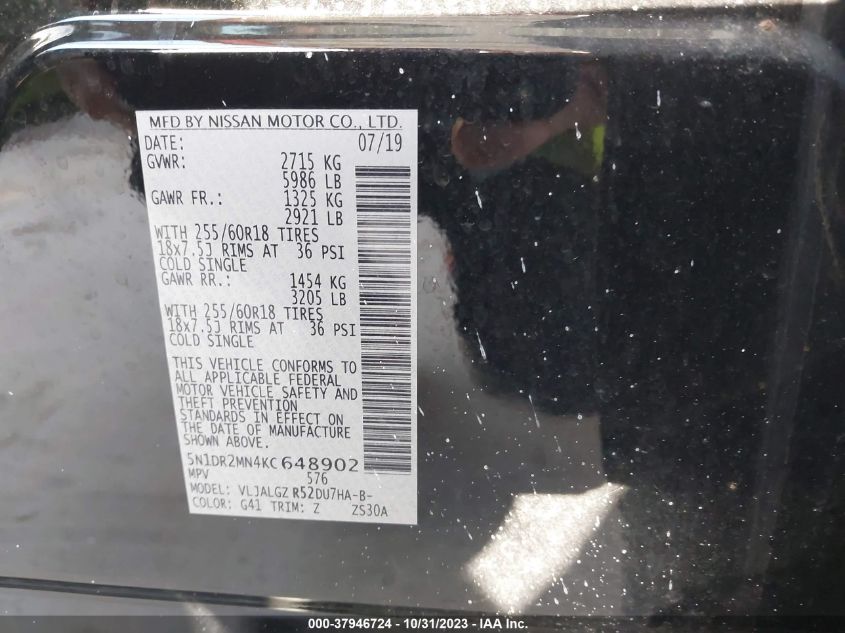 MFD BY NISSAN MOTOR CO., LTD.
DATE: 07/19
GVWR: 2715 KG
5986 LB
GAWR FR.: 1325 KG
2921 LB
WITH 255/60R18 TIRES
18x7.5J RIMS AT 36 PSI
COLD SINGLE
GAWR RR.: 1454 KG
3205 LB
WITH 255/60R18 TIRES
18x7.5J RIMS AT 36 PSI
COLD SINGLE
THIS VEHICLE CONFORMS TO
ALL APPLICABLE FEDERAL
MOTOR VEHICLE SAFETY AND
THEFT PREVENTION
STANDARDS IN EFFECT ON
THE DATE OF MANUFACTURE
SHOWN ABOVE.
5N1DR2MN4KC648902
MPV 576
MODEL: VLJALGZ R52DU7HA-B-
COLOR: G41 TRIM: Z ZS30A
000-37946724 - 10/31/2023 - IAA Inc.